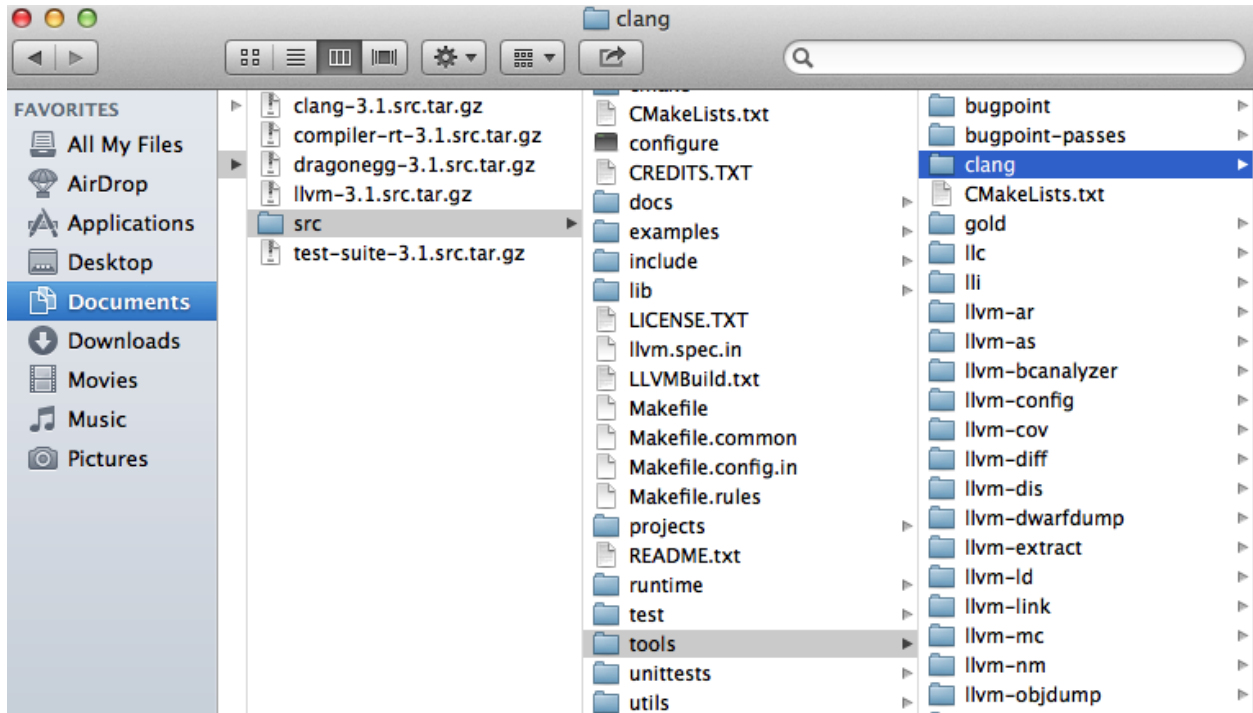 clang
FAVORITES
All My Files
AirDrop
Applications
Desktop
Documents
Downloads
Movies
Music
Pictures
clang-3.1.src.tar.gz
compiler-rt-3.1.src.tar.gz
dragonegg-3.1.src.tar.gz
llvm-3.1.src.tar.gz
src
test-suite-3.1.src.tar.gz
CMakeLists.txt
configure
CREDITS.TXT
docs
examples
include
lib
LICENSE.TXT
llvm.spec.in
LLVMBuild.txt
Makefile
Makefile.common
Makefile.config.in
Makefile.rules
projects
README.txt
runtime
test
tools
unittests
utils
bugpoint
bugpoint-passes
clang
CMakeLists.txt
gold
llc
lli
llvm-ar
llvm-as
llvm-bcanalyzer
llvm-config
llvm-cov
llvm-diff
llvm-dis
llvm-dwarfdump
llvm-extract
llvm-ld
llvm-link
llvm-mc
llvm-nm
llvm-objdump